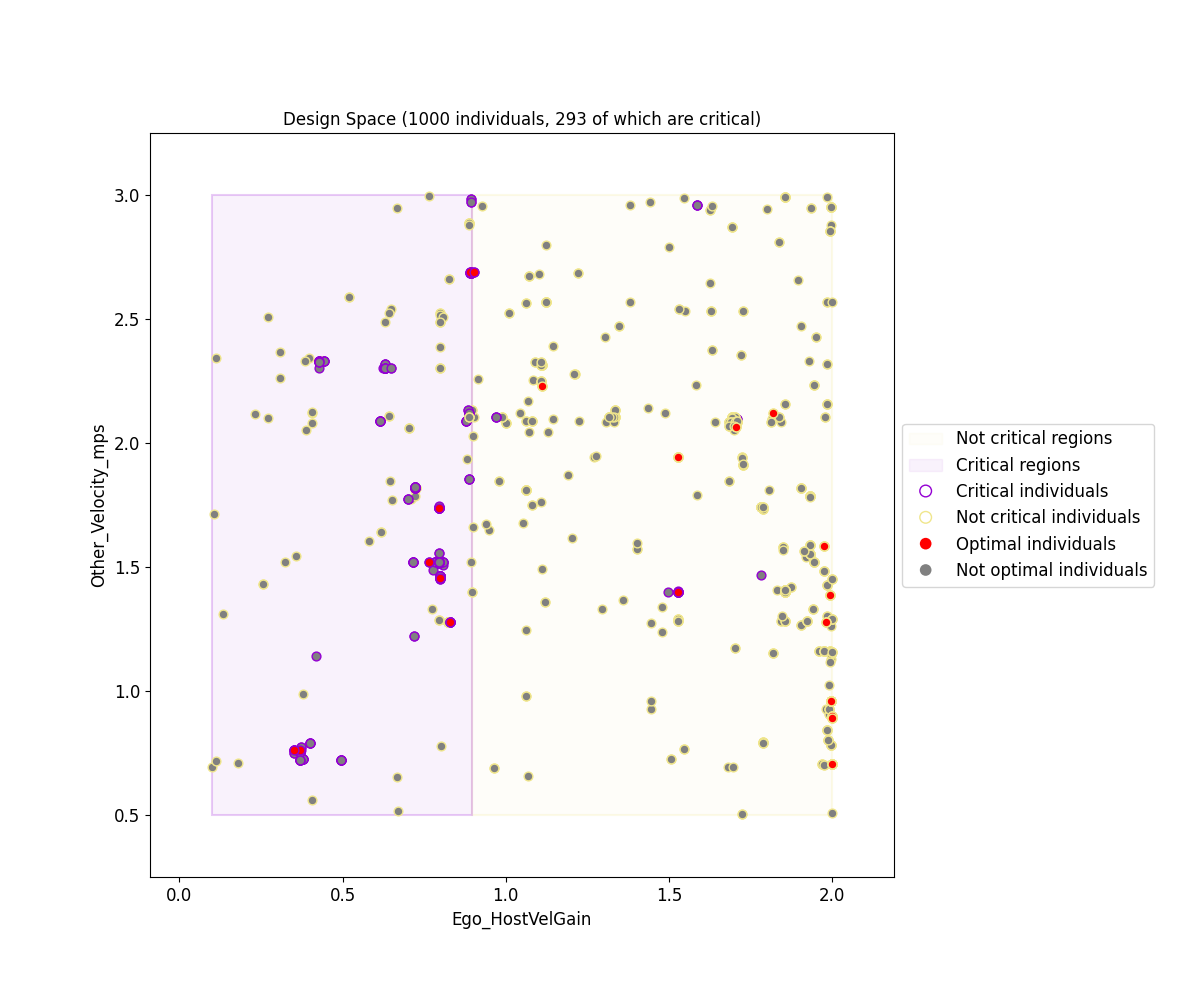 Design Space (1000 individuals, 293 of which are critical)
Other_Velocity_mps
3.0
2.5
2.0
1.5
1.0
0.5
0.0
0.5
1.0
1.5
2.0
Ego_HostVelGain
Not critical regions
Critical regions
Critical individuals
Not critical individuals
Optimal individuals
Not optimal individuals